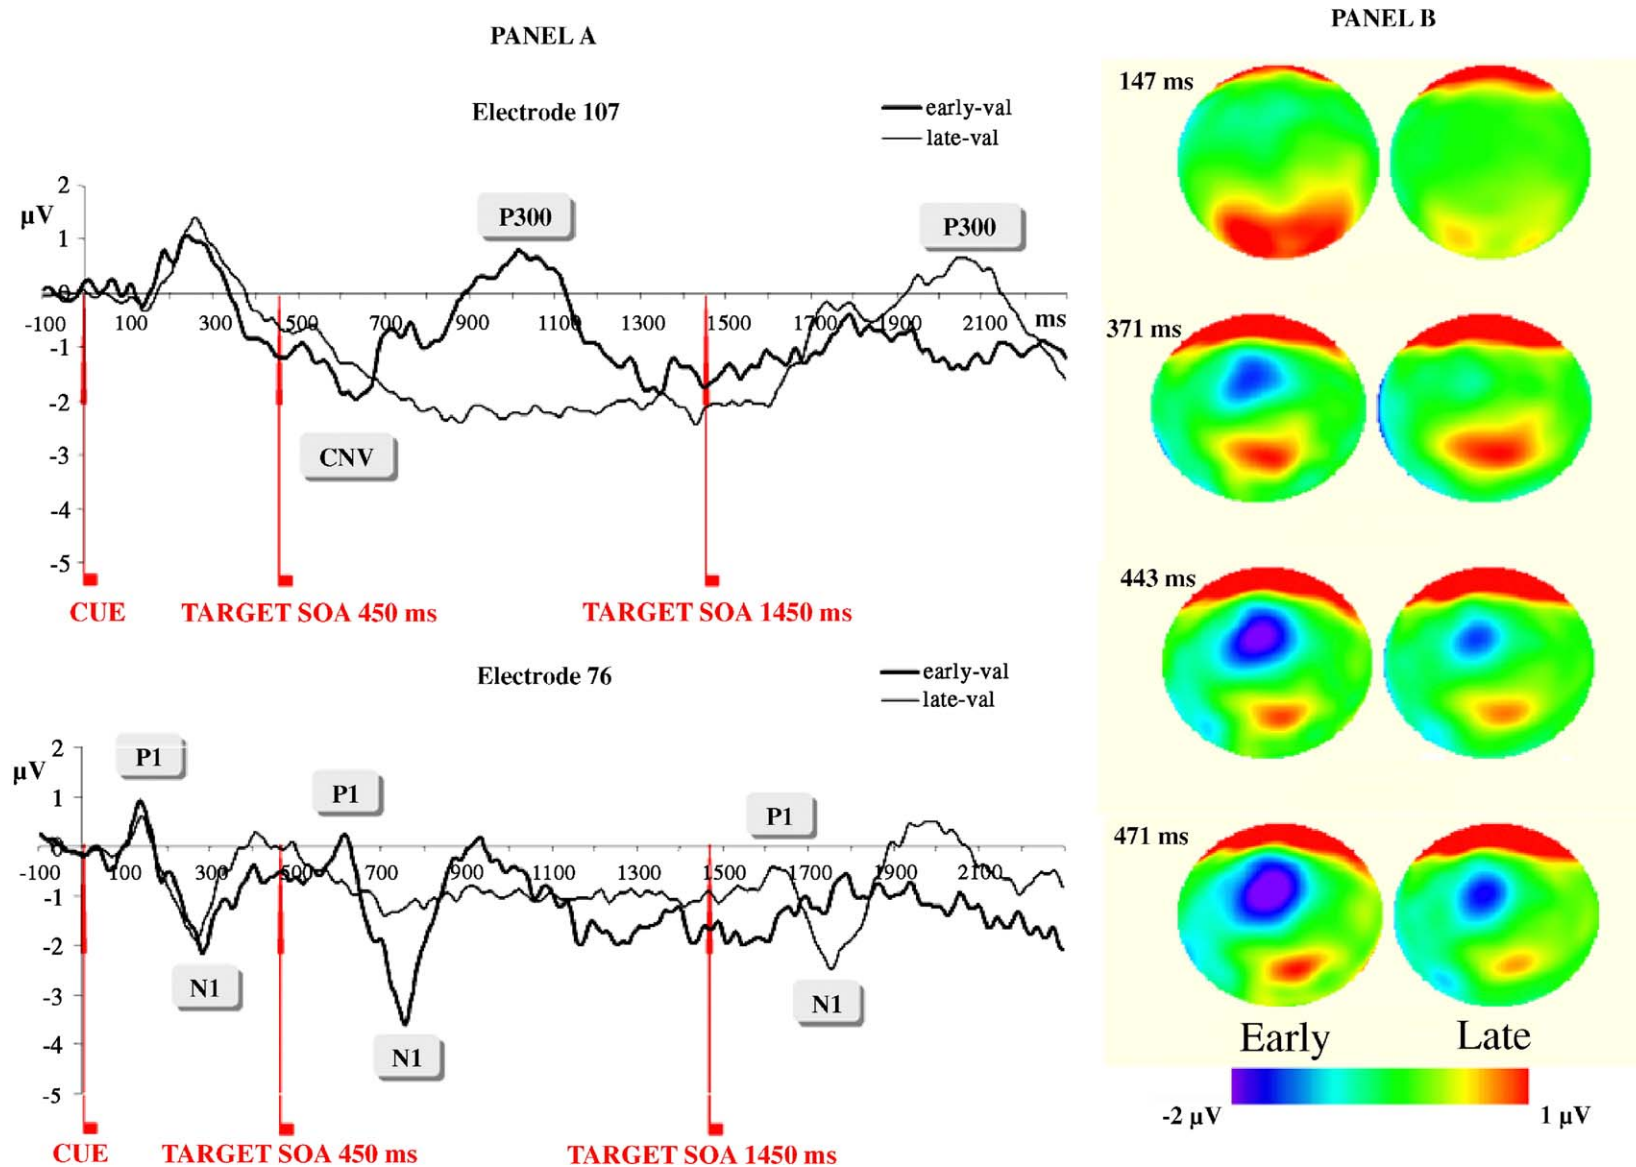 PANEL A
Electrode 107
early-val
late-val
μV
2
1
0
-1
-2
-3
-4
-5
-100 100 300 500 700 900 1100 1300 1500 1700 1900 2100 ms
P300
P300
CNV
CUE TARGET SOA 450 ms TARGET SOA 1450 ms
Electrode 76
early-val
late-val
μV
2
1
0
-1
-2
-3
-4
-5
-100 100 300 500 700 900 1100 1300 1500 1700 1900 2100
P1
P1
P1
N1
N1
N1
CUE TARGET SOA 450 ms TARGET SOA 1450 ms
PANEL B
147 ms
371 ms
443 ms
471 ms
Early Late
-2 μV 1 μV